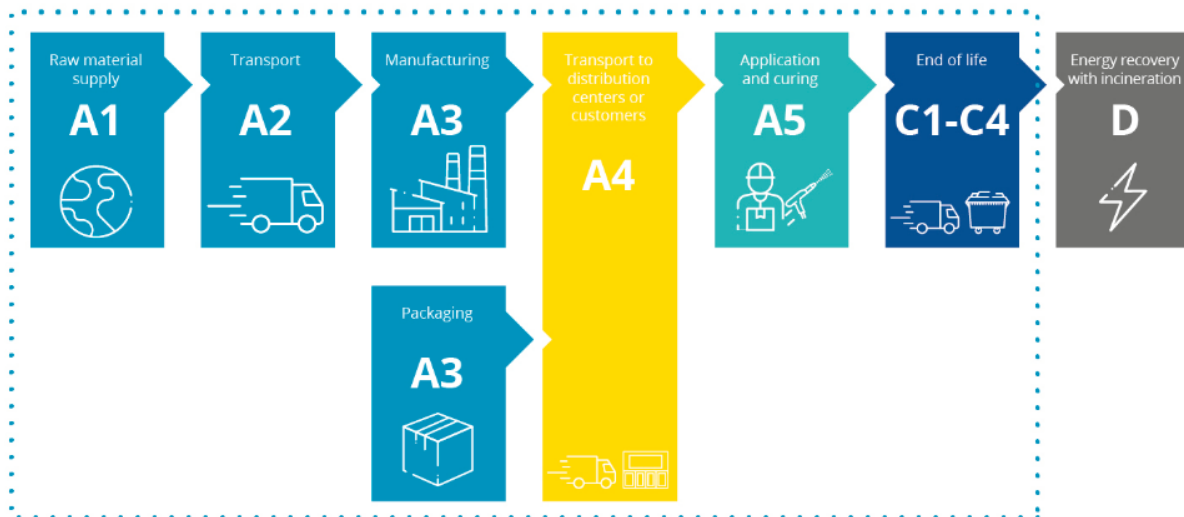 Raw material
supply
A1
Transport
A2
Manufacturing
A3
Transport to
distribution
centers or
customers
A4
Application
and curing
A5
End of life
C1-C4
Energy recovery
with incineration
D
Packaging
A3